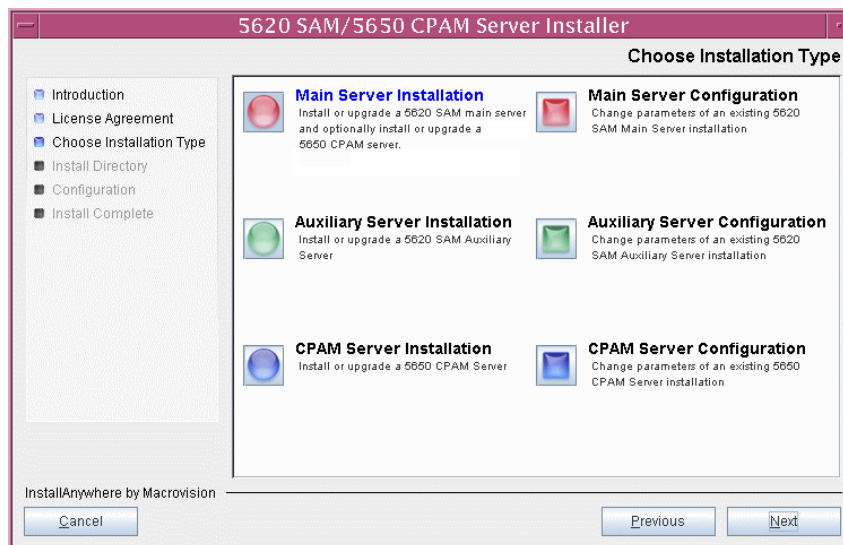 5620 SAM/5650 CPAM Server Installer
Choose Installation Type
Introduction
License Agreement
Choose Installation Type
Install Directory
Configuration
Install Complete
Main Server Installation
Install or upgrade a 5620 SAM main server
and optionally install or upgrade a
5650 CPAM server.
Main Server Configuration
Change parameters of an existing 5620
SAM Main Server installation
Auxiliary Server Installation
Install or upgrade a 5620 SAM Auxiliary
Server
Auxiliary Server Configuration
Change parameters of an existing 5620
SAM Auxiliary Server installation
CPAM Server Installation
Install or upgrade a 5650 CPAM Server
CPAM Server Configuration
Change parameters of an existing 5650
CPAM Server installation
InstallAnywhere by Macrovision
Cancel
Previous
Next